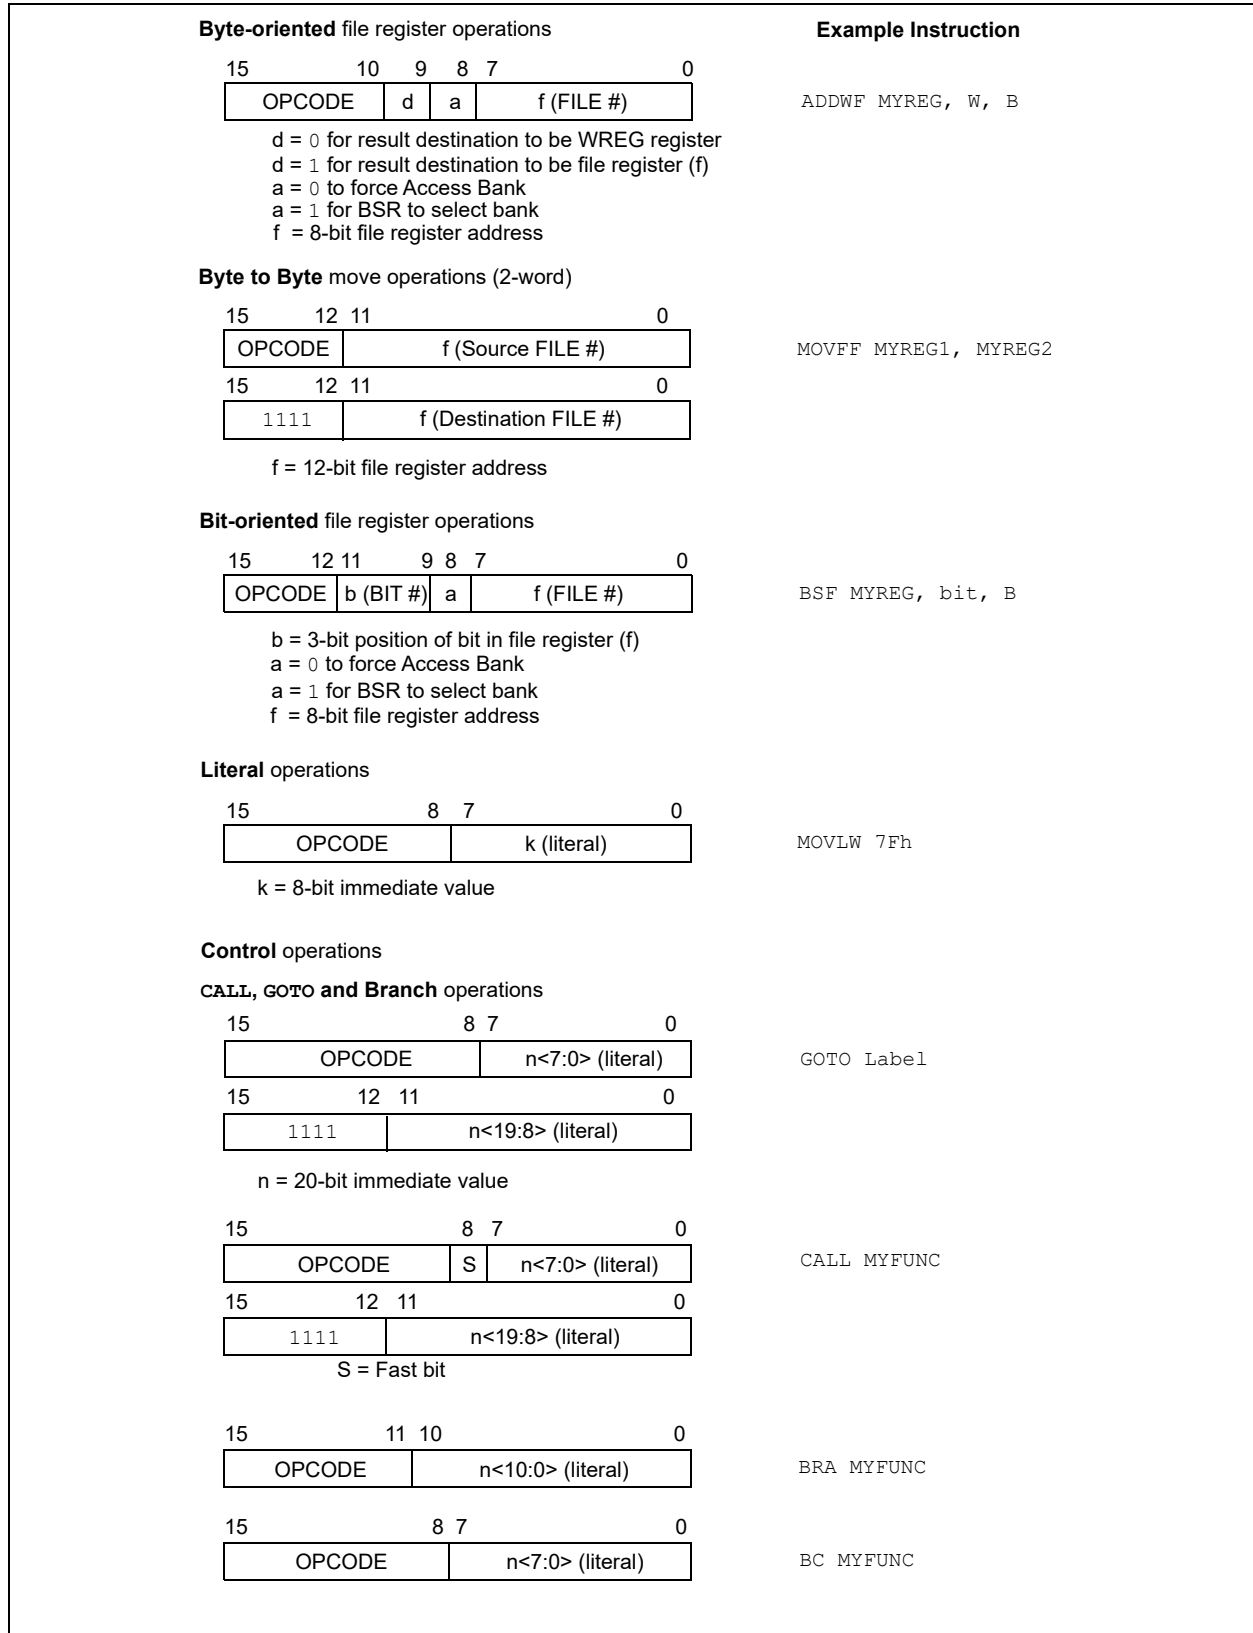 Byte-oriented file register operations Example Instruction
15 10 9 8 7 0
OPCODE d a f (FILE #) ADDWF MYREG, W, B
d = 0 for result destination to be WREG register
d = 1 for result destination to be file register (f)
a = 0 to force Access Bank
a = 1 for BSR to select bank
f = 8-bit file register address
Byte to Byte move operations (2-word)
15 12 11 0
OPCODE f (Source FILE #) MOVFF MYREG1, MYREG2
15 12 11 0
1111 f (Destination FILE #)
f = 12-bit file register address
Bit-oriented file register operations
15 12 11 9 8 7 0
OPCODE b (BIT #) a f (FILE #) BSF MYREG, bit, B
b = 3-bit position of bit in file register (f)
a = 0 to force Access Bank
a = 1 for BSR to select bank
f = 8-bit file register address
Literal operations
15 8 7 0
OPCODE k (literal) MOVLW 7Fh
k = 8-bit immediate value
Control operations
CALL, GOTO and Branch operations
15 8 7 0
OPCODE n<7:0> (literal) GOTO Label
15 12 11 0
1111 n<19:8> (literal)
n = 20-bit immediate value
15 8 7 0
OPCODE S n<7:0> (literal) CALL MYFUNC
15 12 11 0
1111 n<19:8> (literal)
S = Fast bit
15 11 10 0
OPCODE n<10:0> (literal) BRA MYFUNC
15 8 7 0
OPCODE n<7:0> (literal) BC MYFUNC